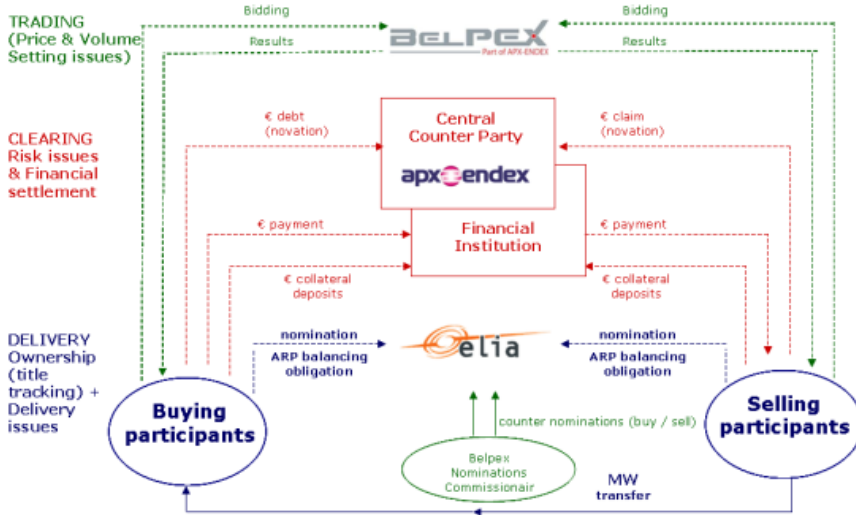 TRADING
(Price & Volume
Setting issues)
Bidding
Results
BELPEX
Part of APX-ENDEX
Bidding
Results
CLEARING
Risk issues
& Financial
settlement
€ debt
(novation)
Central
Counter Party
apx endex
€ claim
(novation)
€ payment
Financial
Institution
€ payment
€ collateral
deposits
€ collateral
deposits
DELIVERY
Ownership
(title
tracking) +
Delivery
issues
nomination
ARP balancing
obligation
elia
nomination
ARP balancing
obligation
Buying
participants
counter nominations (buy / sell)
Selling
participants
Belpex
Nominations
Commissionair
MW
transfer